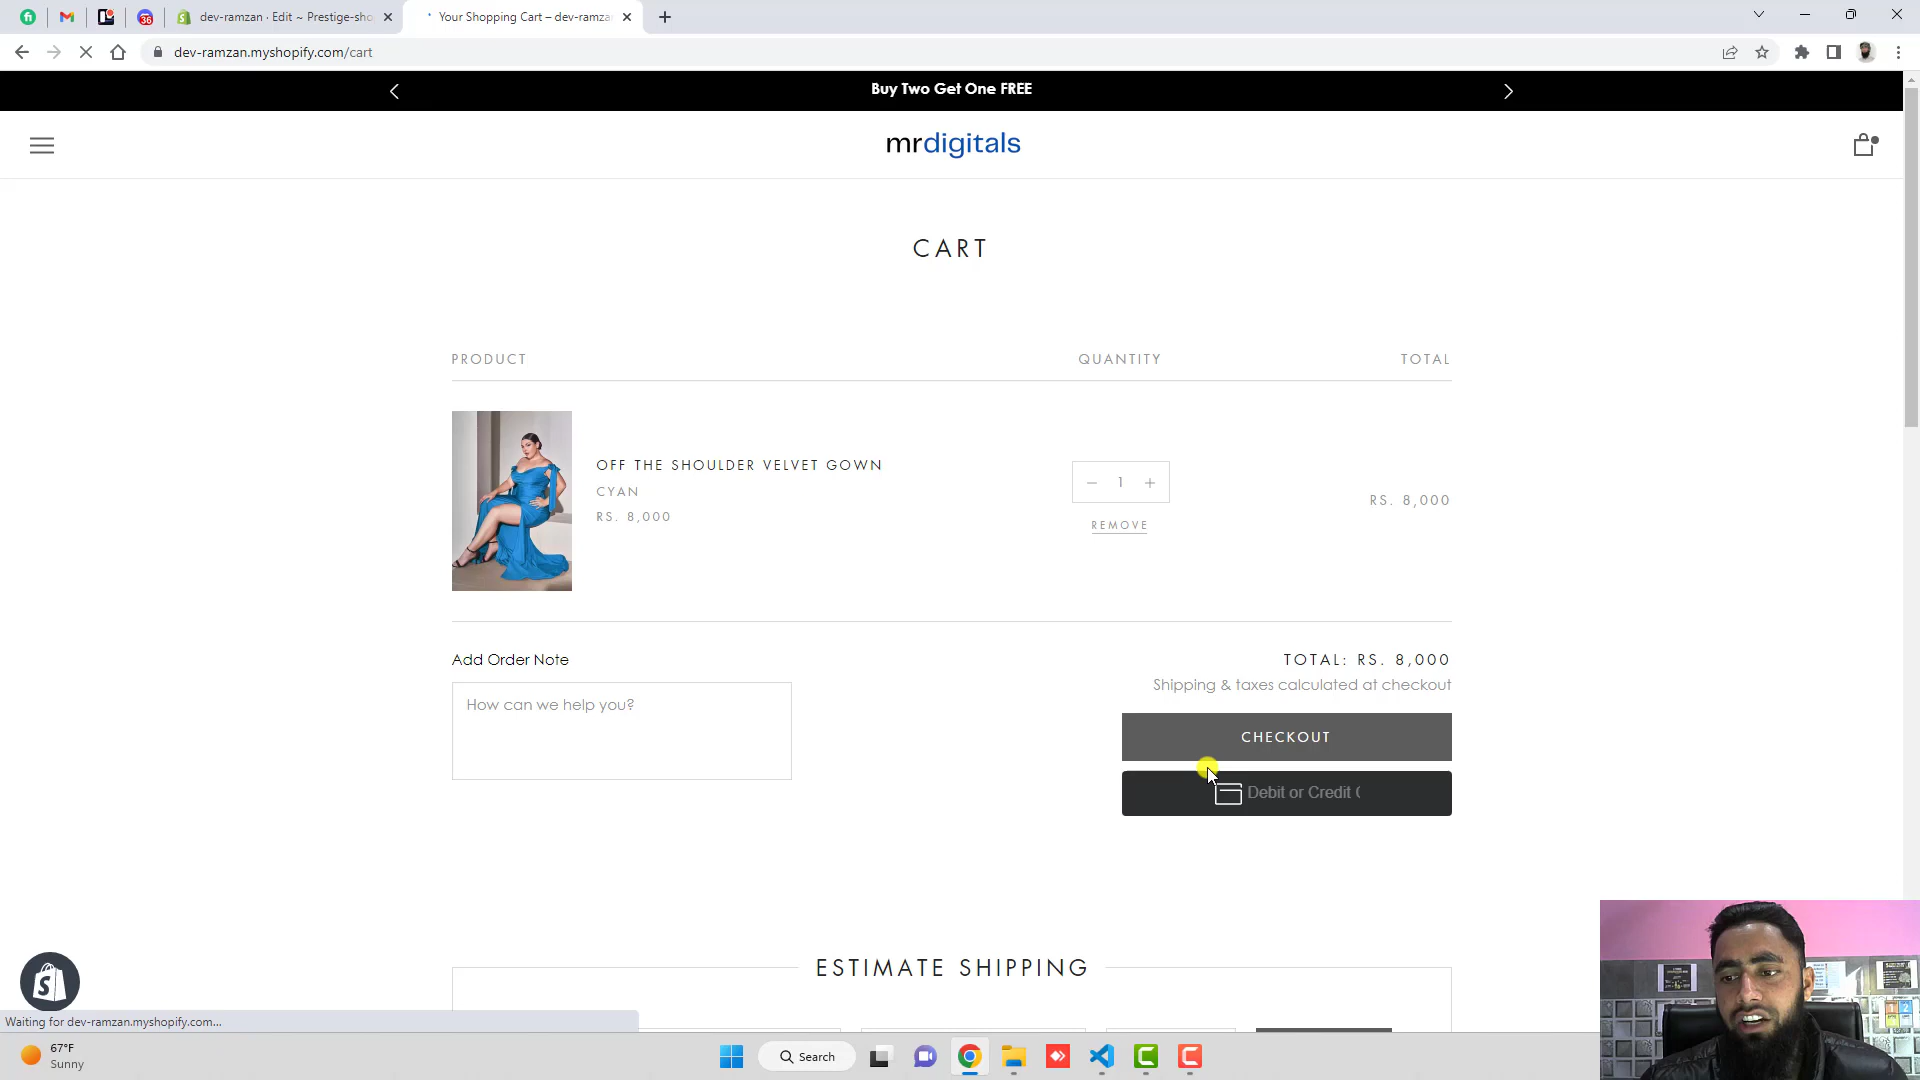 36
dev-ramzan · Edit ~ Prestige-sho
Your Shopping Cart – dev-ramza
dev-ramzan.myshopify.com/cart
Buy Two Get One FREE
mrdigitals
CART
PRODUCT
QUANTITY
TOTAL
OFF THE SHOULDER VELVET GOWN
CYAN
RS. 8,000
1
REMOVE
RS. 8,000
Add Order Note
How can we help you?
TOTAL: RS. 8,000
Shipping & taxes calculated at checkout
CHECKOUT
Debit or Credit
ESTIMATE SHIPPING
Waiting for dev-ramzan.myshopify.com...
67°F
Sunny
Search